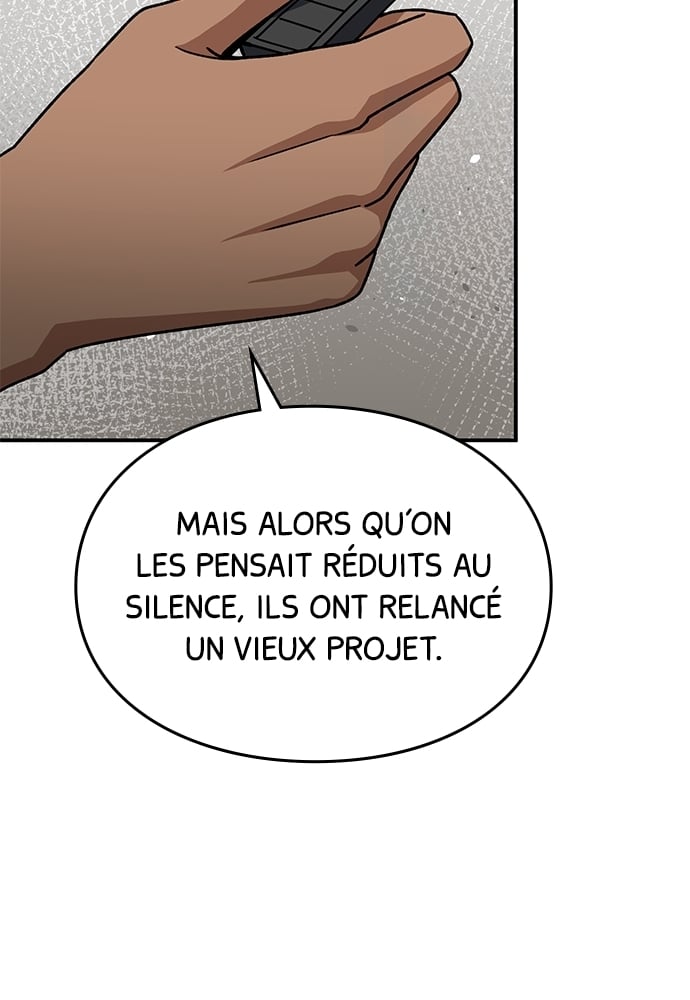 MAIS ALORS QU'ON
LES PENSAIT RÉDUITS AU
SILENCE, ILS ONT RELANCÉ
UN VIEUX PROJET.